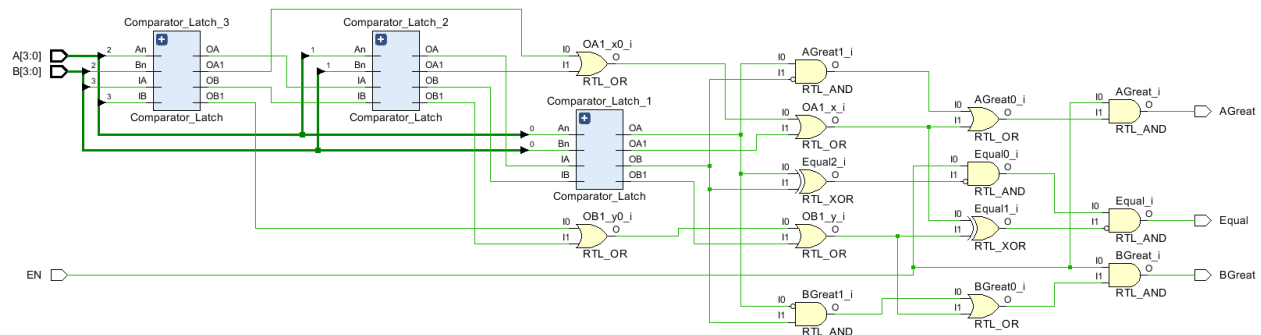 Comparator_Latch_3
Comparator_Latch_2
A[3:0]
B[3:0]
2 An OA
2 Bn OA1
3 IA OB
3 IB OB1
Comparator_Latch
1 An OA
1 Bn OA1
IA OB
IB OB1
Comparator_Latch
OA1_x0_i
I0 O
I1
RTL_OR
Comparator_Latch_1
0 An OA
0 Bn OA1
IA OB
IB OB1
Comparator_Latch
OB1_y0_i
I0 O
I1
RTL_OR
AGreat1_i
I0 O
I1
RTL_AND
OA1_x_i
I0 O
I1
RTL_OR
Equal2_i
I0 O
I1
RTL_XOR
OB1_y_i
I0 O
I1
RTL_OR
BGreat1_i
I0 O
I1
RTL_AND
AGreat0_i
I0 O
I1
RTL_OR
Equal0_i
I0 O
I1
RTL_AND
Equal1_i
I0 O
I1
RTL_XOR
BGreat0_i
I0 O
I1
RTL_OR
AGreat_i
I0 O
I1
RTL_AND
AGreat
Equal_i
I0 O
I1
RTL_AND
Equal
BGreat_i
I0 O
I1
RTL_AND
BGreat
EN